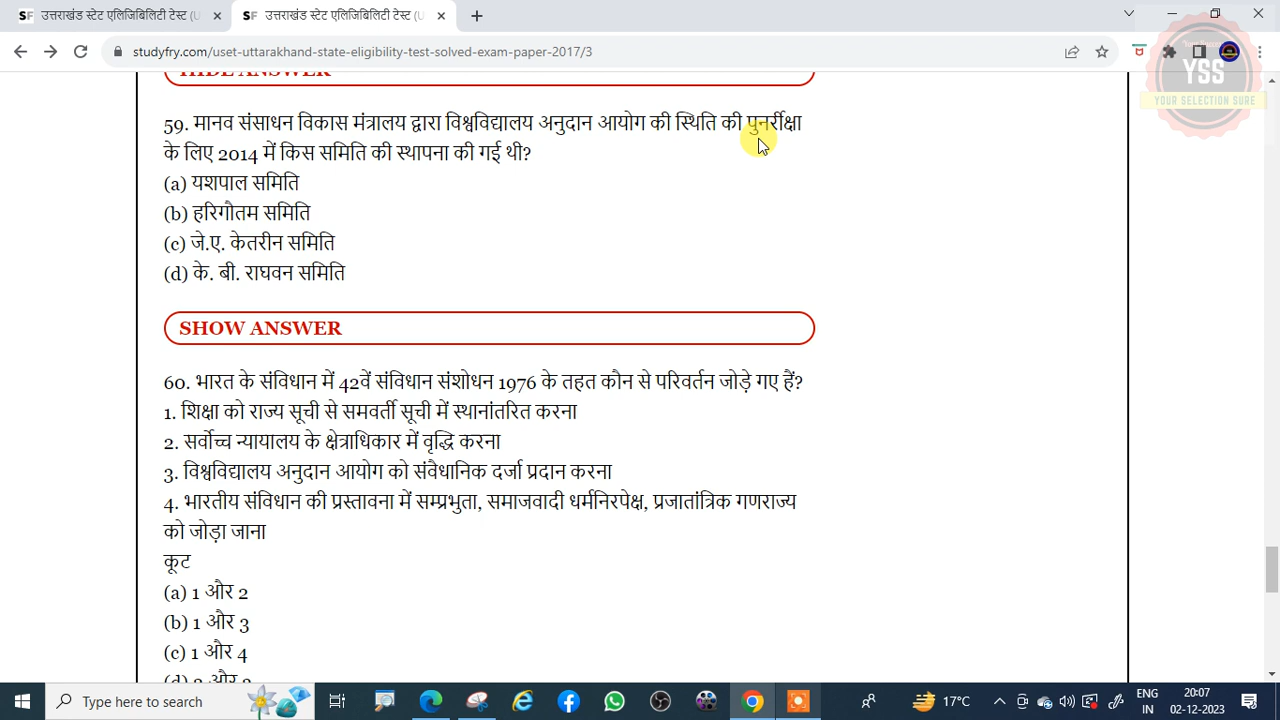 SF उत्तराखंड स्टेट एलिजिबिलिटी टेस्ट (U
SF उत्तराखंड स्टेट एलिजिबिलिटी टेस्ट (U
studyfry.com/uset-uttarakhand-state-eligibility-test-solved-exam-paper-2017/3
YSS
YOUR SELECTION SURE
HIDE ANSWER
59. मानव संसाधन विकास मंत्रालय द्वारा विश्वविद्यालय अनुदान आयोग की स्थिति की पुनर्रीक्षा
के लिए 2014 में किस समिति की स्थापना की गई थी?
(a) यशपाल समिति
(b) हरिगौतम समिति
(c) जे.ए. केतरीन समिति
(d) के. बी. राघवन समिति
SHOW ANSWER
60. भारत के संविधान में 42वें संविधान संशोधन 1976 के तहत कौन से परिवर्तन जोड़े गए हैं?
1. शिक्षा को राज्य सूची से समवर्ती सूची में स्थानांतरित करना
2. सर्वोच्च न्यायालय के क्षेत्राधिकार में वृद्धि करना
3. विश्वविद्यालय अनुदान आयोग को संवैधानिक दर्जा प्रदान करना
4. भारतीय संविधान की प्रस्तावना में सम्प्रभुता, समाजवादी धर्मनिरपेक्ष, प्रजातांत्रिक गणराज्य
को जोड़ा जाना
कूट
(a) 1 और 2
(b) 1 और 3
(c) 1 और 4
Type here to search
17°C
ENG
IN
20:07
02-12-2023